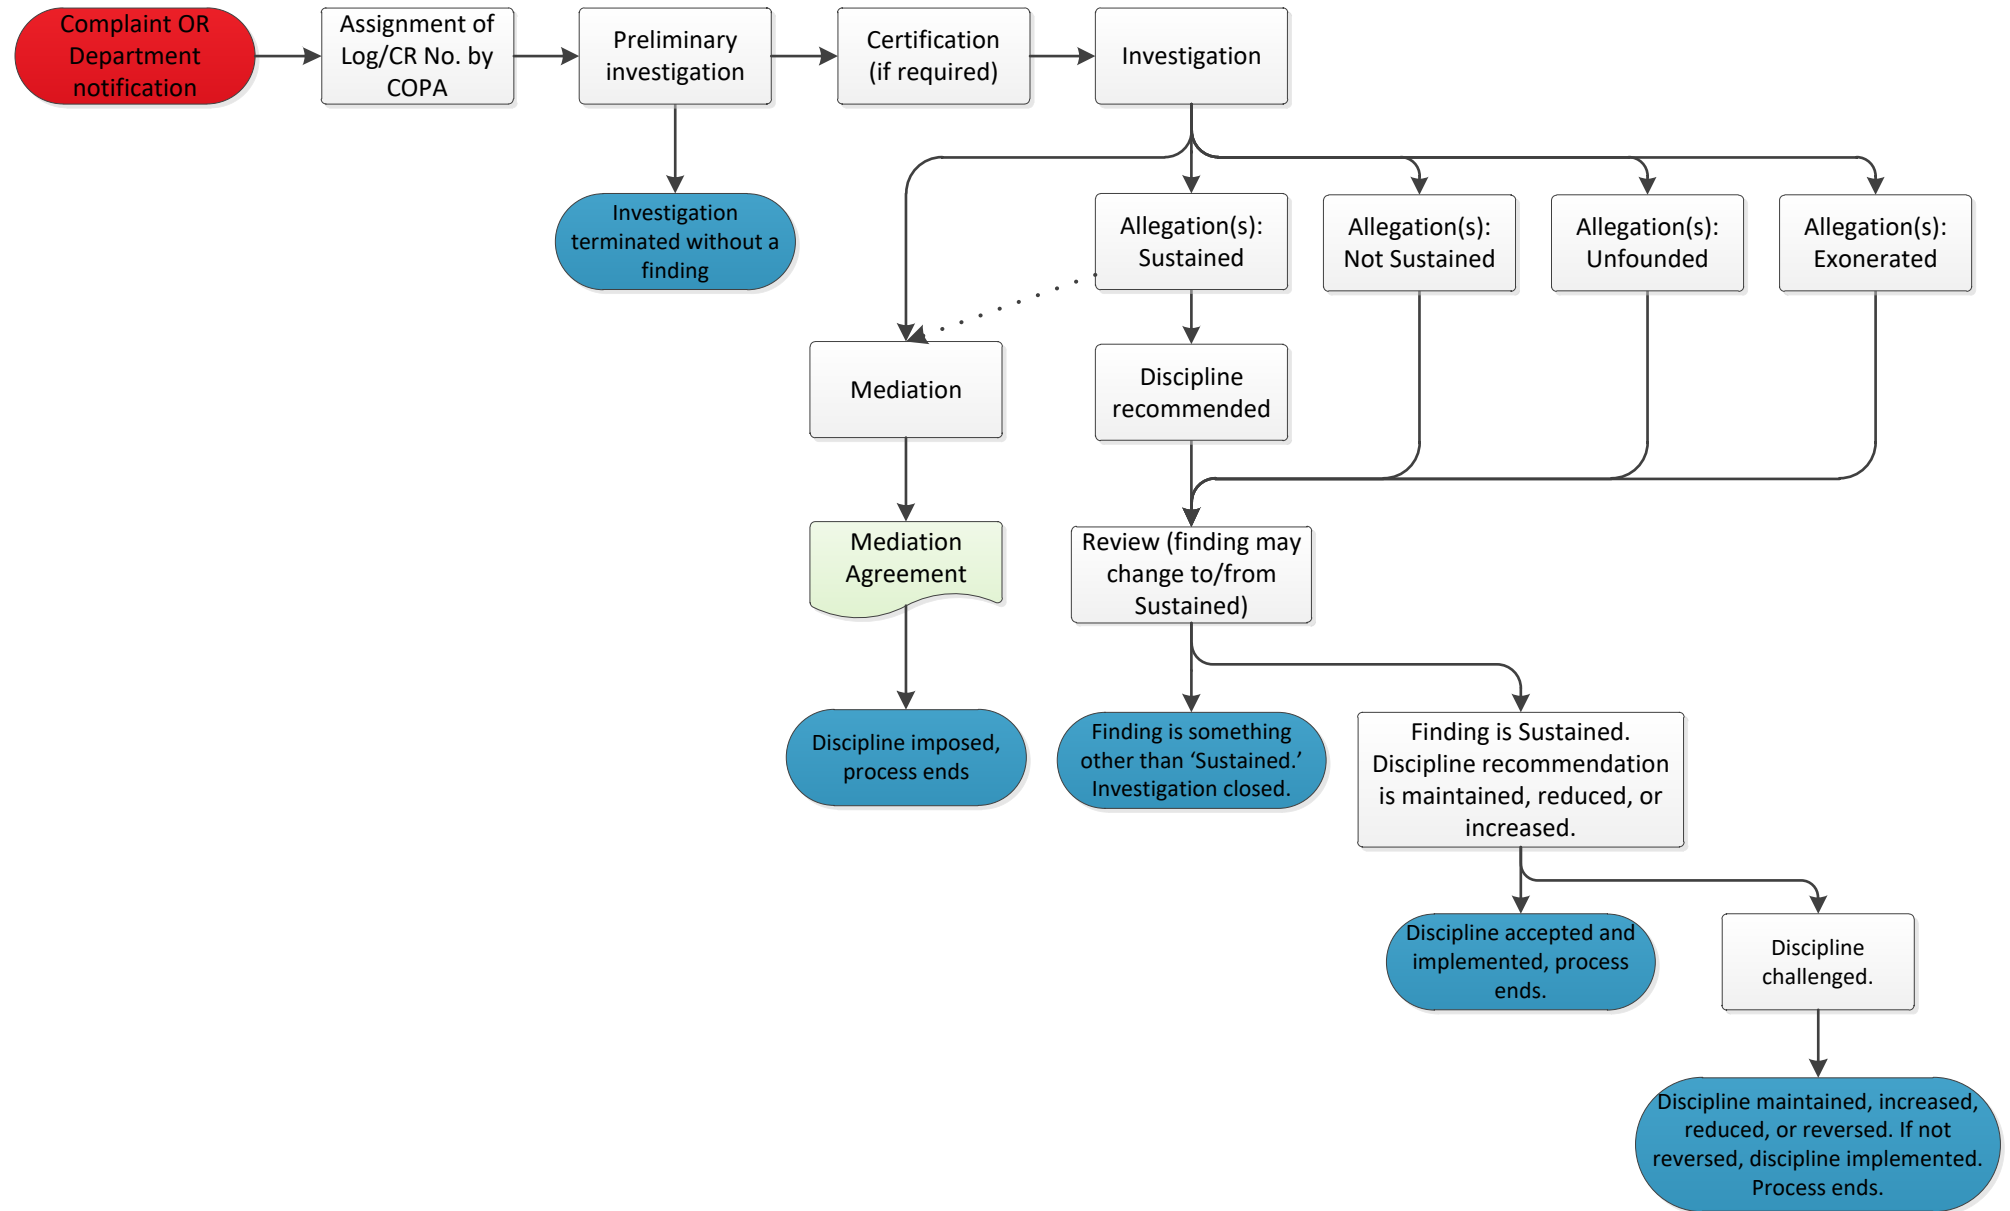 Complaint OR
Department
notification
Assignment of
Log/CR No. by
COPA
Preliminary
investigation
Certification
(if required)
Investigation
Investigation
terminated without a
finding
Allegation(s):
Sustained
Allegation(s):
Not Sustained
Allegation(s):
Unfounded
Allegation(s):
Exonerated
Mediation
Discipline
recommended
Mediation
Agreement
Review (finding may
change to/from
Sustained)
Discipline imposed,
process ends
Finding is something
other than ‘Sustained.’
Investigation closed.
Finding is Sustained.
Discipline recommendation
is maintained, reduced, or
increased.
Discipline accepted and
implemented, process
ends.
Discipline
challenged.
Discipline maintained, increased,
reduced, or reversed. If not
reversed, discipline implemented.
Process ends.